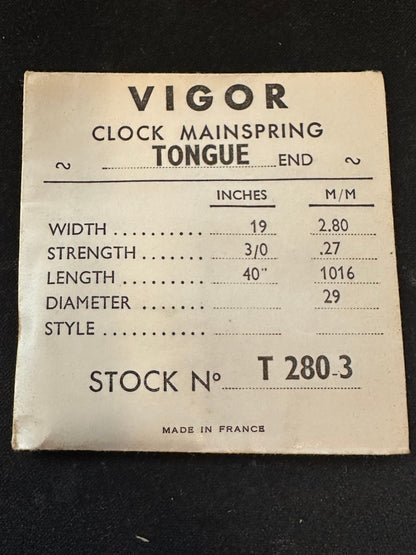 VIGOR
CLOCK MAINSPRING
~ TONGUE END ~
INCHES M/M
WIDTH .......... 19 2.80
STRENGTH ....... 3/0 .27
LENGTH .......... 40" 1016
DIAMETER ....... 29
STYLE ..........
STOCK Nº T 280-3
MADE IN FRANCE